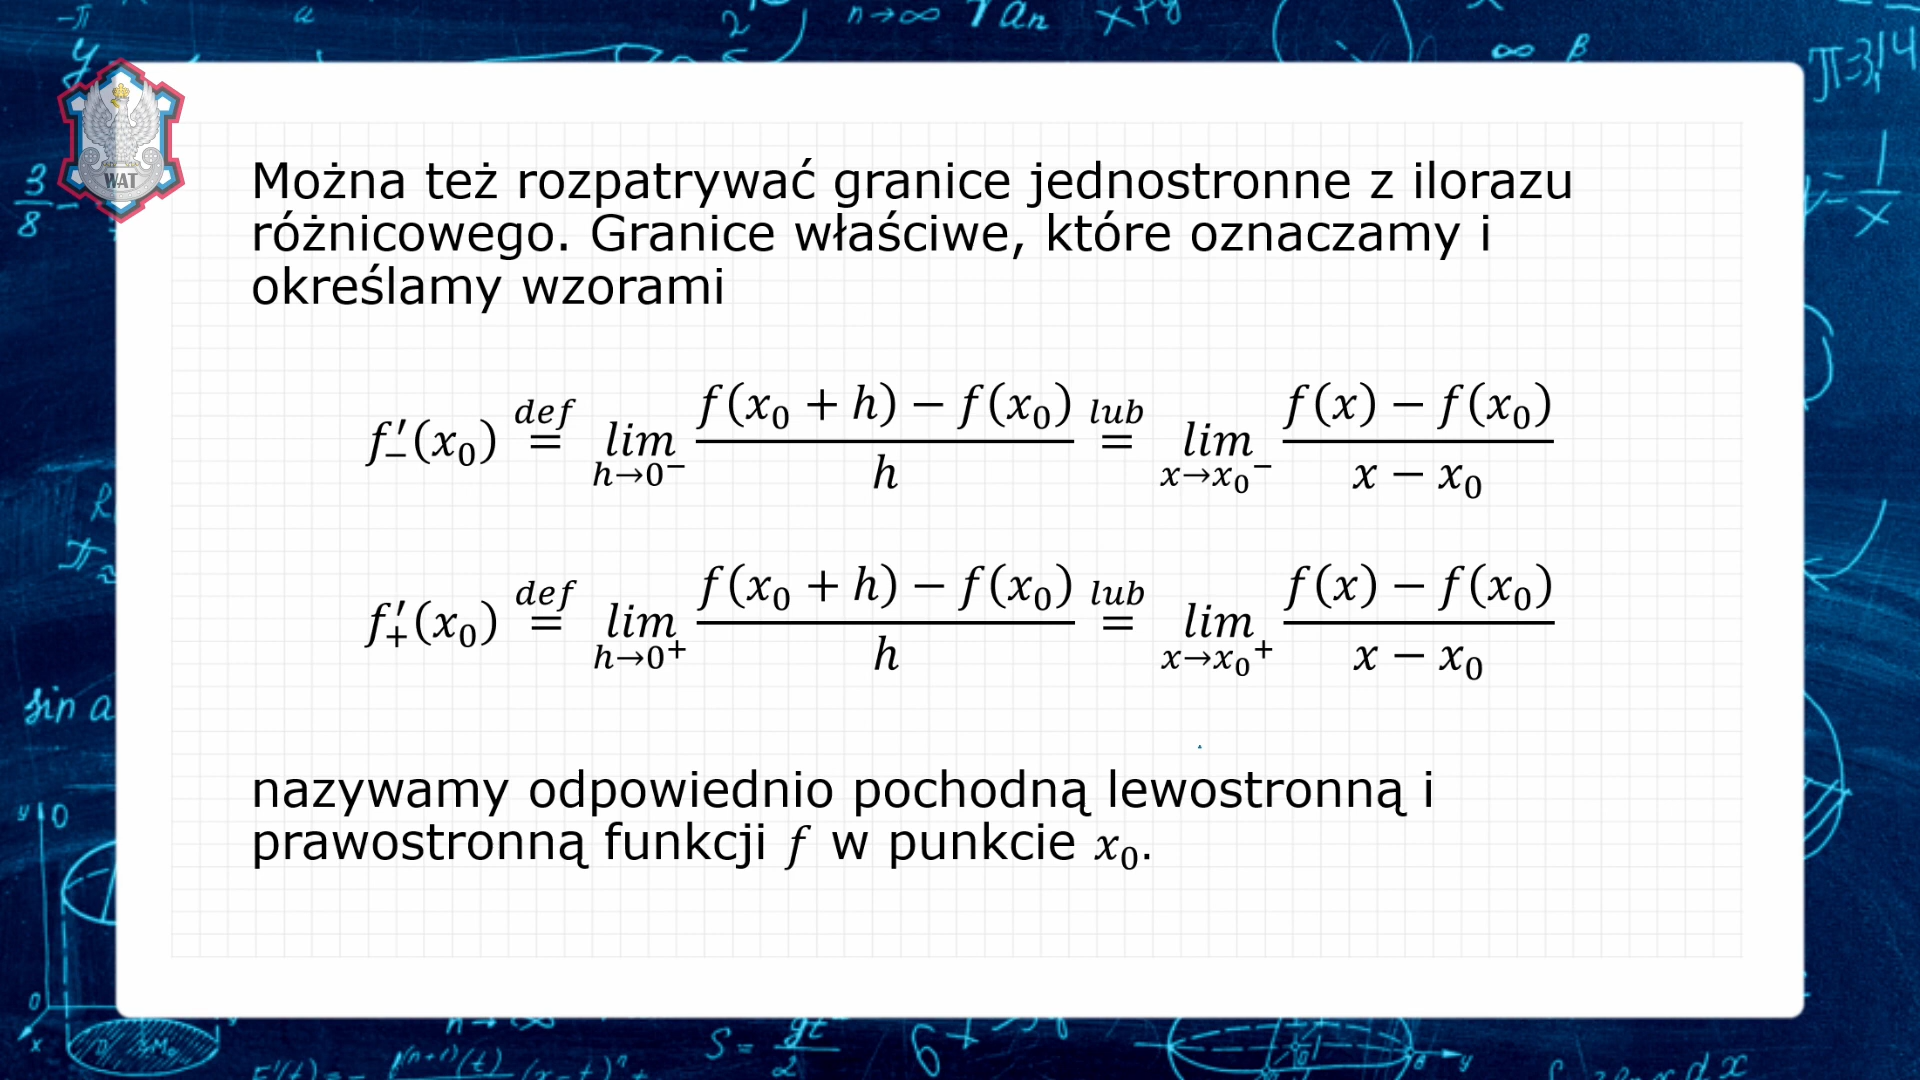 Można też rozpatrywać granice jednostronne z ilorazu
różnicowego. Granice właściwe, które oznaczamy i
określamy wzorami
f′₋(x₀) def= lim h→0⁻ (f(x₀ + h) − f(x₀))/h lub= lim x→x₀⁻ (f(x) − f(x₀))/(x − x₀)
f′₊(x₀) def= lim h→0⁺ (f(x₀ + h) − f(x₀))/h lub= lim x→x₀⁺ (f(x) − f(x₀))/(x − x₀)
nazywamy odpowiednio pochodną lewostronną i
prawostronną funkcji f w punkcie x₀.
WAT